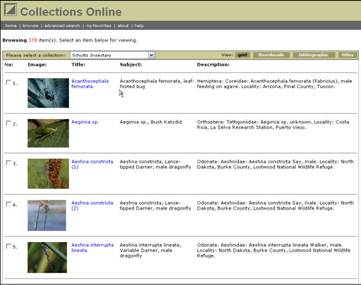 Collections Online
home | browse | advanced search | my favorites | about | help
Browsing 378 item(s). Select an item below for viewing.
Please select a collection: Schultz Insectary View: grid thumbnails bibliographic titles
No: Image: Title: Subject: Description:
1. Acanthocephala femorata
Acanthocephala femorata, leaf-footed bug
Hemiptera: Coreidae: Acanthocephala femorata (Fabricius), male
feeding on agave. Locality: Arizona, Pinal County, Tucson.
2. Aegimia sp.
Aegimia sp., Bush Katydid
Orthoptera: Tettigoniidae: Aegimia sp. unknown. Locality: Costa
Rica, La Selva Research Station, Puerto Viejo.
3. Aeshna constricta
(1)
Aeshna constricta, Lance-
tipped Darner, male dragonfly
Odonata: Aeshnidae: Aeshna constricta Say, male. Locality: North
Dakota, Burke County, Lostwood National Wildlife Refuge.
4. Aeshna constricta
(2)
Aeshna constricta, Lance-
tipped Darner, male dragonfly
Odonata: Aeshnidae: Aeshna constricta Say, male. Locality: North
Dakota, Burke County, Lostwood National Wildlife Refuge.
5. Aeshna interrupta
lineata
Aeshna interrupta lineata,
Variable Darner, male
dragonfly
Odonata: Aeshnidae: Aeshna interrupta lineata Walker, male.
Locality: North Dakota, Burke County, Lostwood National Wildlife
Refuge.